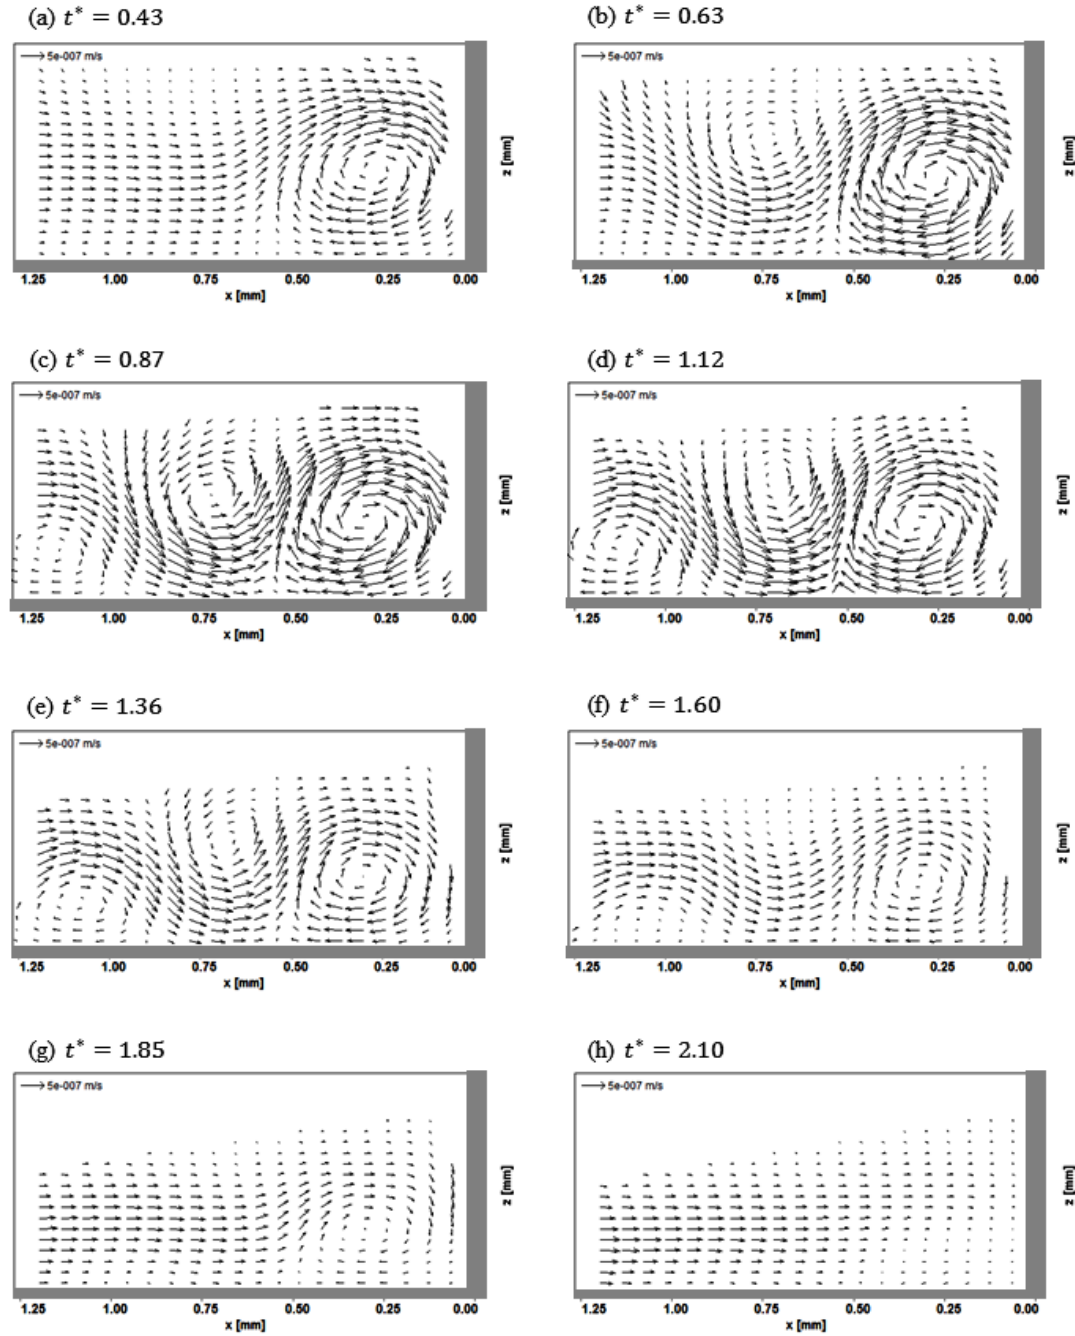 (a) t* = 0.43
(b) t* = 0.63
5e-007 m/s
5e-007 m/s
z [mm]
z [mm]
1.25 1.00 0.75 0.50 0.25 0.00
1.25 1.00 0.75 0.50 0.25 0.00
x [mm]
x [mm]
(c) t* = 0.87
(d) t* = 1.12
5e-007 m/s
5e-007 m/s
z [mm]
z [mm]
1.25 1.00 0.75 0.50 0.25 0.00
1.25 1.00 0.75 0.50 0.25 0.00
x [mm]
x [mm]
(e) t* = 1.36
(f) t* = 1.60
5e-007 m/s
5e-007 m/s
z [mm]
z [mm]
1.25 1.00 0.75 0.50 0.25 0.00
1.25 1.00 0.75 0.50 0.25 0.00
x [mm]
x [mm]
(g) t* = 1.85
(h) t* = 2.10
5e-007 m/s
5e-007 m/s
z [mm]
z [mm]
1.25 1.00 0.75 0.50 0.25 0.00
1.25 1.00 0.75 0.50 0.25 0.00
x [mm]
x [mm]